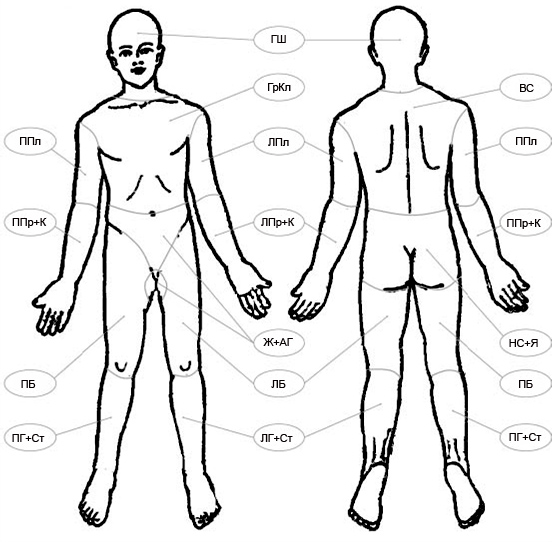 ГШ
ГрКл
ВС
ППл
ЛПл
ППл
ППр+К
ЛПр+К
ППр+К
Ж+АГ
НС+Я
ПБ
ЛБ
ПБ
ПГ+Ст
ЛГ+Ст
ПГ+Ст